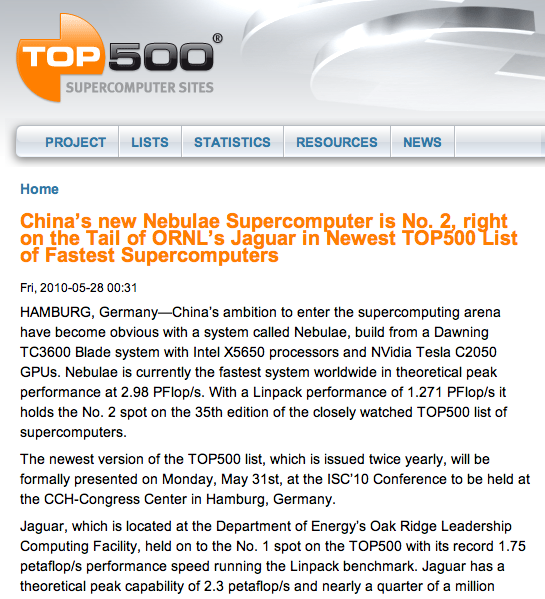 TOP 500®
SUPERCOMPUTER SITES
PROJECT LISTS STATISTICS RESOURCES NEWS
Home
China's new Nebulae Supercomputer is No. 2, right
on the Tail of ORNL's Jaguar in Newest TOP500 List
of Fastest Supercomputers
Fri, 2010-05-28 00:31
HAMBURG, Germany—China's ambition to enter the supercomputing arena
have become obvious with a system called Nebulae, build from a Dawning
TC3600 Blade system with Intel X5650 processors and NVidia Tesla C2050
GPUs. Nebulae is currently the fastest system worldwide in theoretical peak
performance at 2.98 PFlop/s. With a Linpack performance of 1.271 PFlop/s it
holds the No. 2 spot on the 35th edition of the closely watched TOP500 list of
supercomputers.
The newest version of the TOP500 list, which is issued twice yearly, will be
formally presented on Monday, May 31st, at the ISC'10 Conference to be held at
the CCH-Congress Center in Hamburg, Germany.
Jaguar, which is located at the Department of Energy's Oak Ridge Leadership
Computing Facility, held on to the No. 1 spot on the TOP500 with its record 1.75
petaflop/s performance speed running the Linpack benchmark. Jaguar has a
theoretical peak capability of 2.3 petaflop/s and nearly a quarter of a million